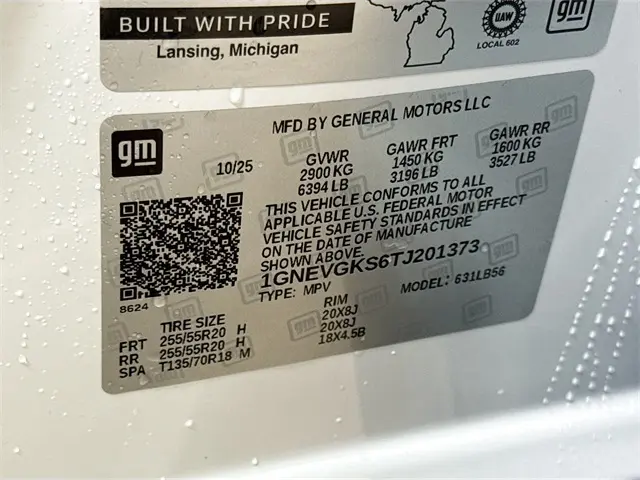 BUILT WITH PRIDE
Lansing, Michigan
UAW
LOCAL 602
gm
MFD BY GENERAL MOTORS LLC
gm
10/25
GVWR GAWR FRT GAWR RR
2900 KG 1450 KG 1600 KG
6394 LB 3196 LB 3527 LB
THIS VEHICLE CONFORMS TO ALL
APPLICABLE U.S. FEDERAL MOTOR
VEHICLE SAFETY STANDARDS IN EFFECT
ON THE DATE OF MANUFACTURE
SHOWN ABOVE.
1GNEVGKS6TJ201373
TYPE: MPV MODEL: 631LB56
8624
TIRE SIZE RIM
FRT 255/55R20 H 20X8J
RR 255/55R20 H 20X8J
SPA T135/70R18 M 18X4.5B